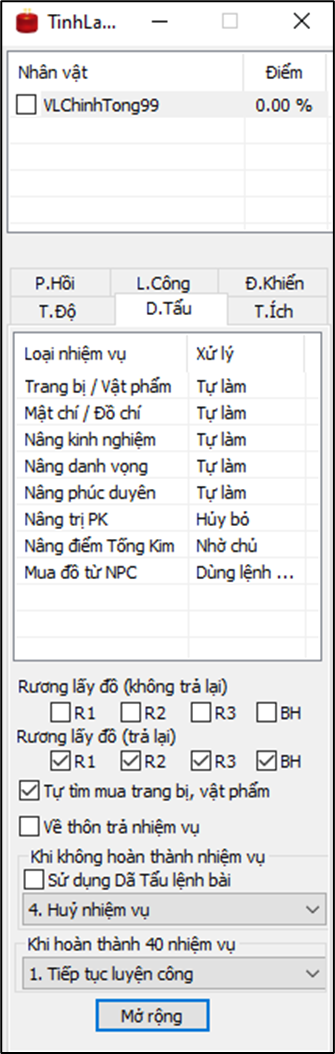 TinhLa...
Nhân vật Điểm
VLChinhTong99 0.00 %
P.Hồi L.Công Đ.Khiển
T.Độ D.Tẩu T.Ích
Loại nhiệm vụ Xử lý
Trang bị / Vật phẩm Tự làm
Mật chí / Đồ chí Tự làm
Nâng kinh nghiệm Tự làm
Nâng danh vọng Tự làm
Nâng phúc duyên Tự làm
Nâng trị PK Hủy bỏ
Nâng điểm Tống Kim Nhờ chủ
Mua đồ từ NPC Dùng lệnh ...
Rương lấy đồ (không trả lại)
R1 R2 R3 BH
Rương lấy đồ (trả lại)
R1 R2 R3 BH
Tự tìm mua trang bị, vật phẩm
Về thôn trả nhiệm vụ
Khi không hoàn thành nhiệm vụ
Sử dụng Dã Tẩu lệnh bài
4. Huỷ nhiệm vụ
Khi hoàn thành 40 nhiệm vụ
1. Tiếp tục luyện công
Mở rộng